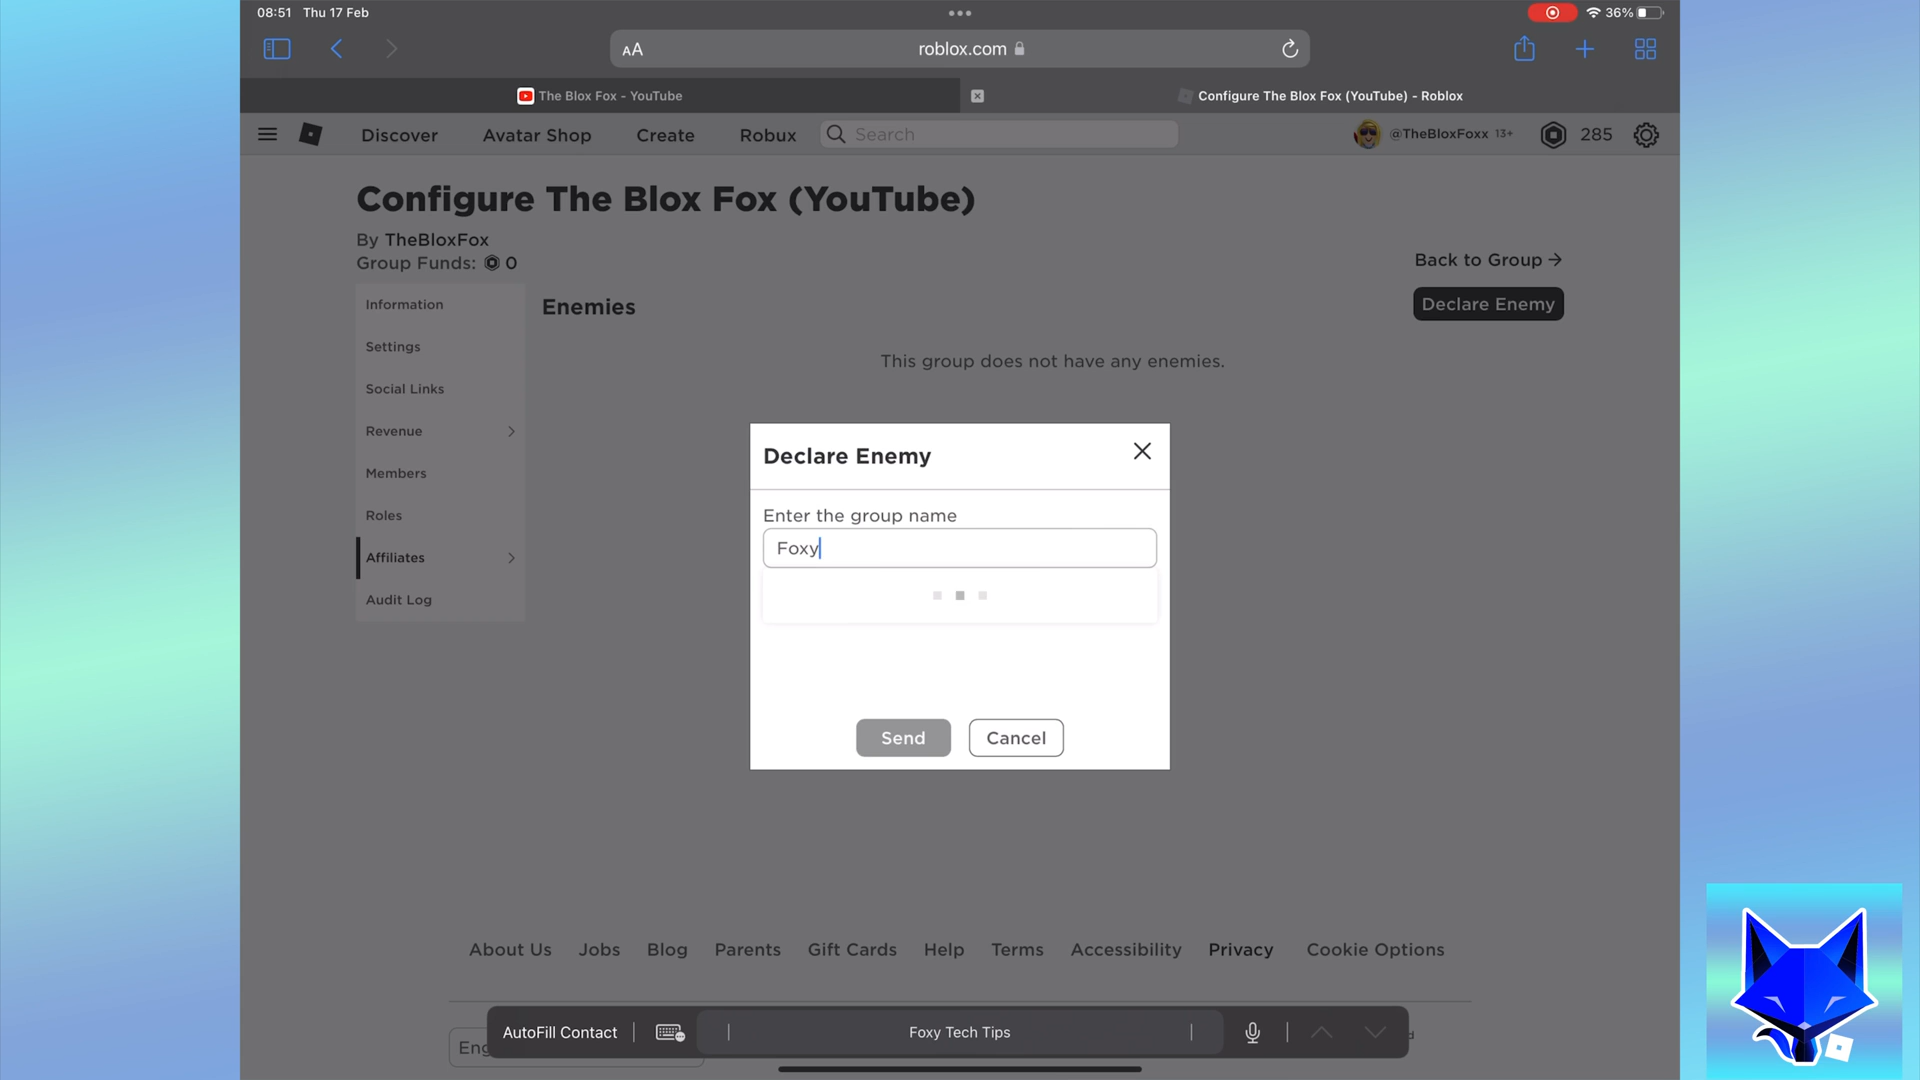 08:51 Thu 17 Feb
36%
AA
roblox.com
The Blox Fox - YouTube
Configure The Blox Fox (YouTube) - Roblox
Discover
Avatar Shop
Create
Robux
Search
@TheBloxFoxx 13+
285
Configure The Blox Fox (YouTube)
By TheBloxFox
Group Funds: 0
Back to Group →
Information
Settings
Social Links
Revenue
Members
Roles
Affiliates
Audit Log
Enemies
Declare Enemy
This group does not have any enemies.
Declare Enemy
Enter the group name
Foxy
Send
Cancel
About Us Jobs Blog Parents Gift Cards Help Terms Accessibility Privacy Cookie Options
AutoFill Contact
Foxy Tech Tips